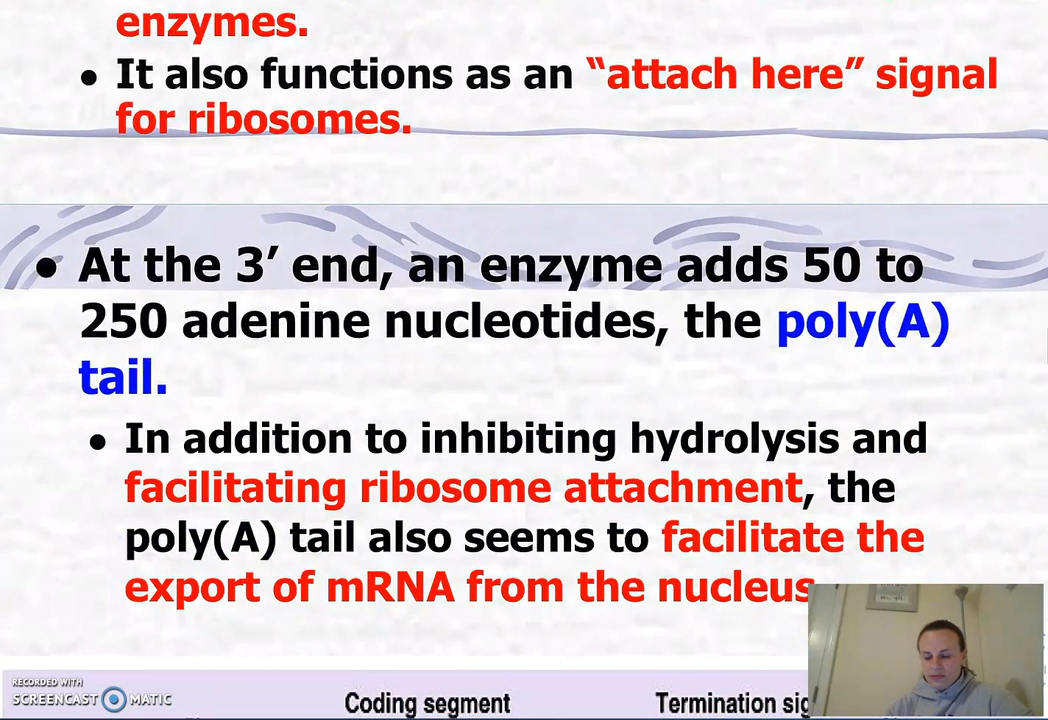 enzymes.
● It also functions as an “attach here” signal
for ribosomes.
● At the 3’ end, an enzyme adds 50 to
250 adenine nucleotides, the poly(A)
tail.
● In addition to inhibiting hydrolysis and
facilitating ribosome attachment, the
poly(A) tail also seems to facilitate the
export of mRNA from the nucleus
RECORDED WITH
SCREENCAST MATIC
Coding segment
Termination sig